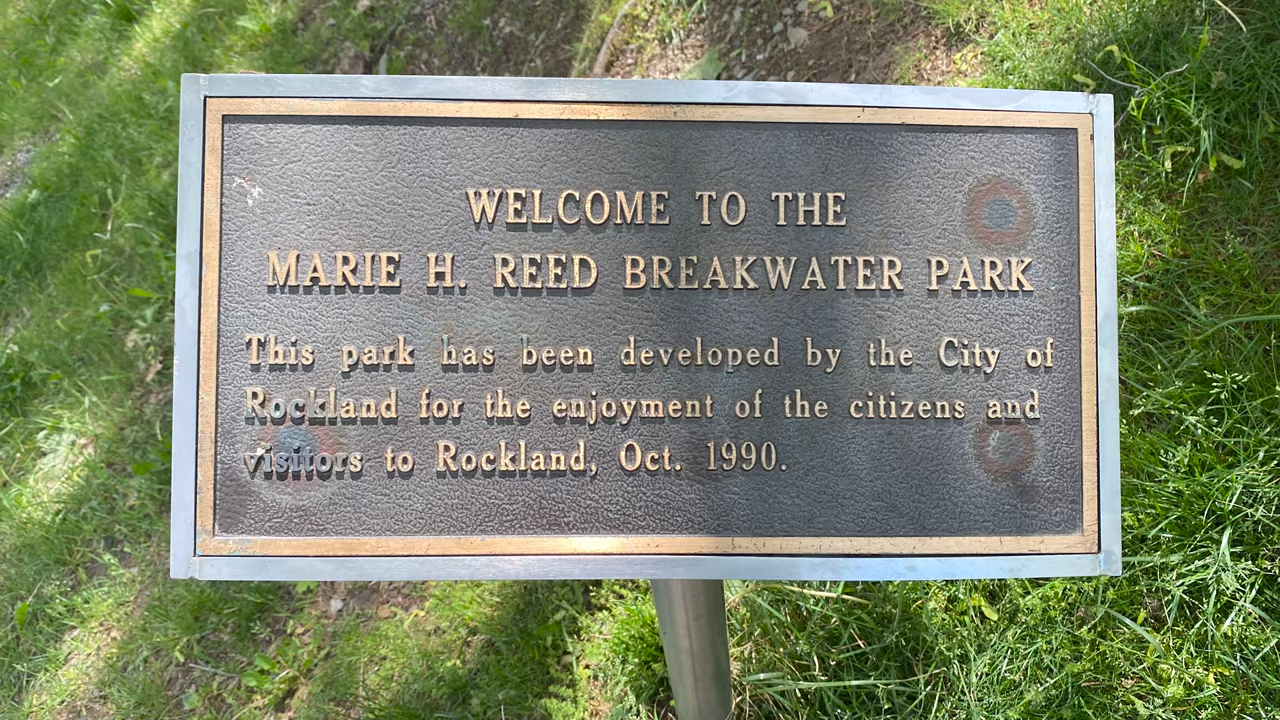 WELCOME TO THE
MARIE H. REED BREAKWATER PARK
This park has been developed by the City of
Rockland for the enjoyment of the citizens and
visitors to Rockland, Oct. 1990.